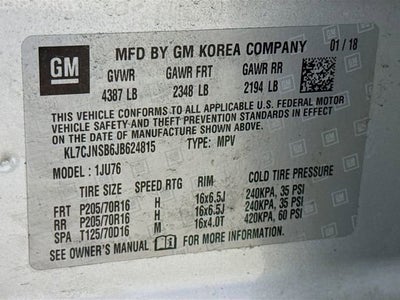 GM
MFD BY GM KOREA COMPANY 01 / 18
GVWR GAWR FRT GAWR RR
4387 LB 2348 LB 2194 LB
THIS VEHICLE CONFORMS TO ALL APPLICABLE U.S. FEDERAL MOTOR
VEHICLE SAFETY, BUMPER, AND THEFT PREVENTION STANDARDS IN EFFECT
ON THE DATE OF MANUFACTURE SHOWN ABOVE.
KL7CJNSB6JB624815 TYPE: MPV
MODEL : 1JU76
TIRE SIZE SPEED RTG RIM COLD TIRE PRESSURE
FRT P205/70R16 H 16x6.5J 240KPA, 35 PSI
RR P205/70R16 H 16x6.5J 240KPA, 35 PSI
SPA T125/70D16 M 16x4.0T 420KPA, 60 PSI
SEE OWNER'S MANUAL FOR MORE INFORMATION.